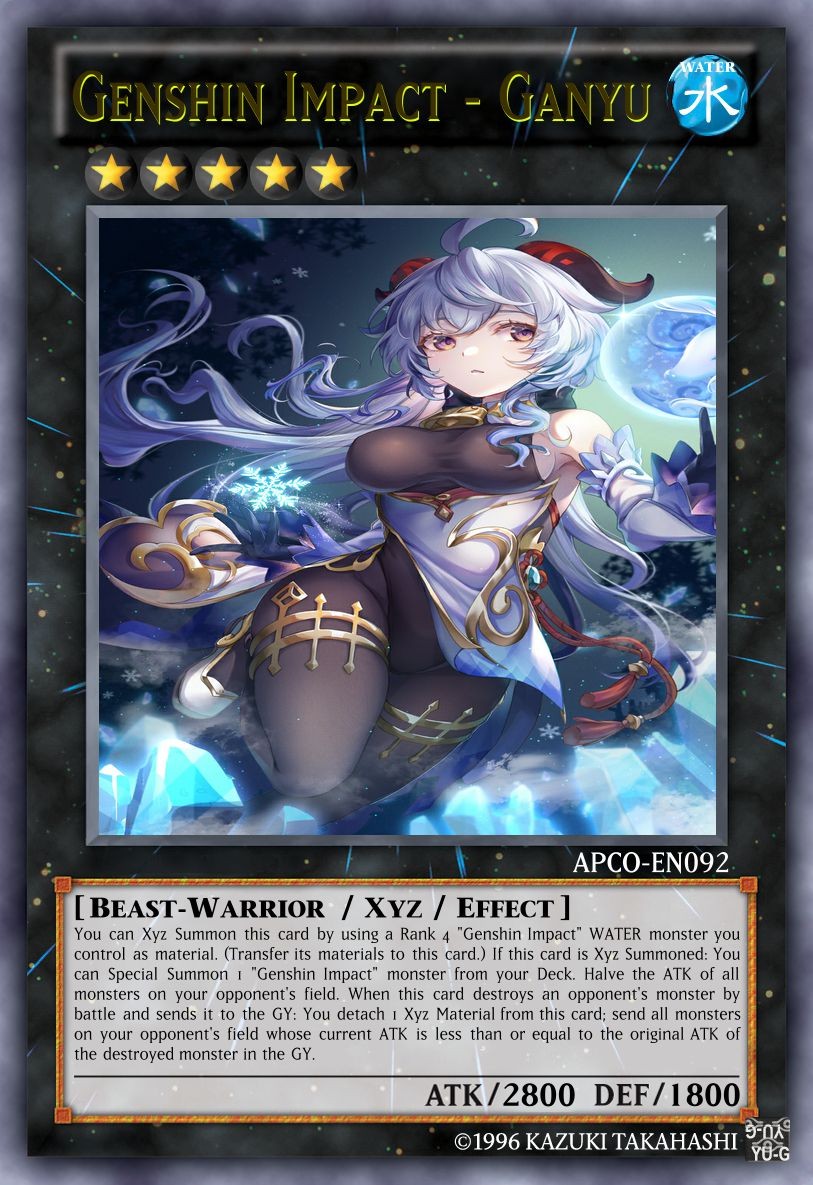 Genshin Impact - Ganyu
WATER
水
APCO-EN092
[ Beast-Warrior / Xyz / Effect ]
You can Xyz Summon this card by using a Rank 4 "Genshin Impact" WATER monster you
control as material. (Transfer its materials to this card.) If this card is Xyz Summoned: You
can Special Summon 1 "Genshin Impact" monster from your Deck. Halve the ATK of all
monsters on your opponent's field. When this card destroys an opponent's monster by
battle and sends it to the GY: You detach 1 Xyz Material from this card; send all monsters
on your opponent's field whose current ATK is less than or equal to the original ATK of
the destroyed monster in the GY.
ATK/2800 DEF/1800
©1996 KAZUKI TAKAHASHI
YU-G
YU-G